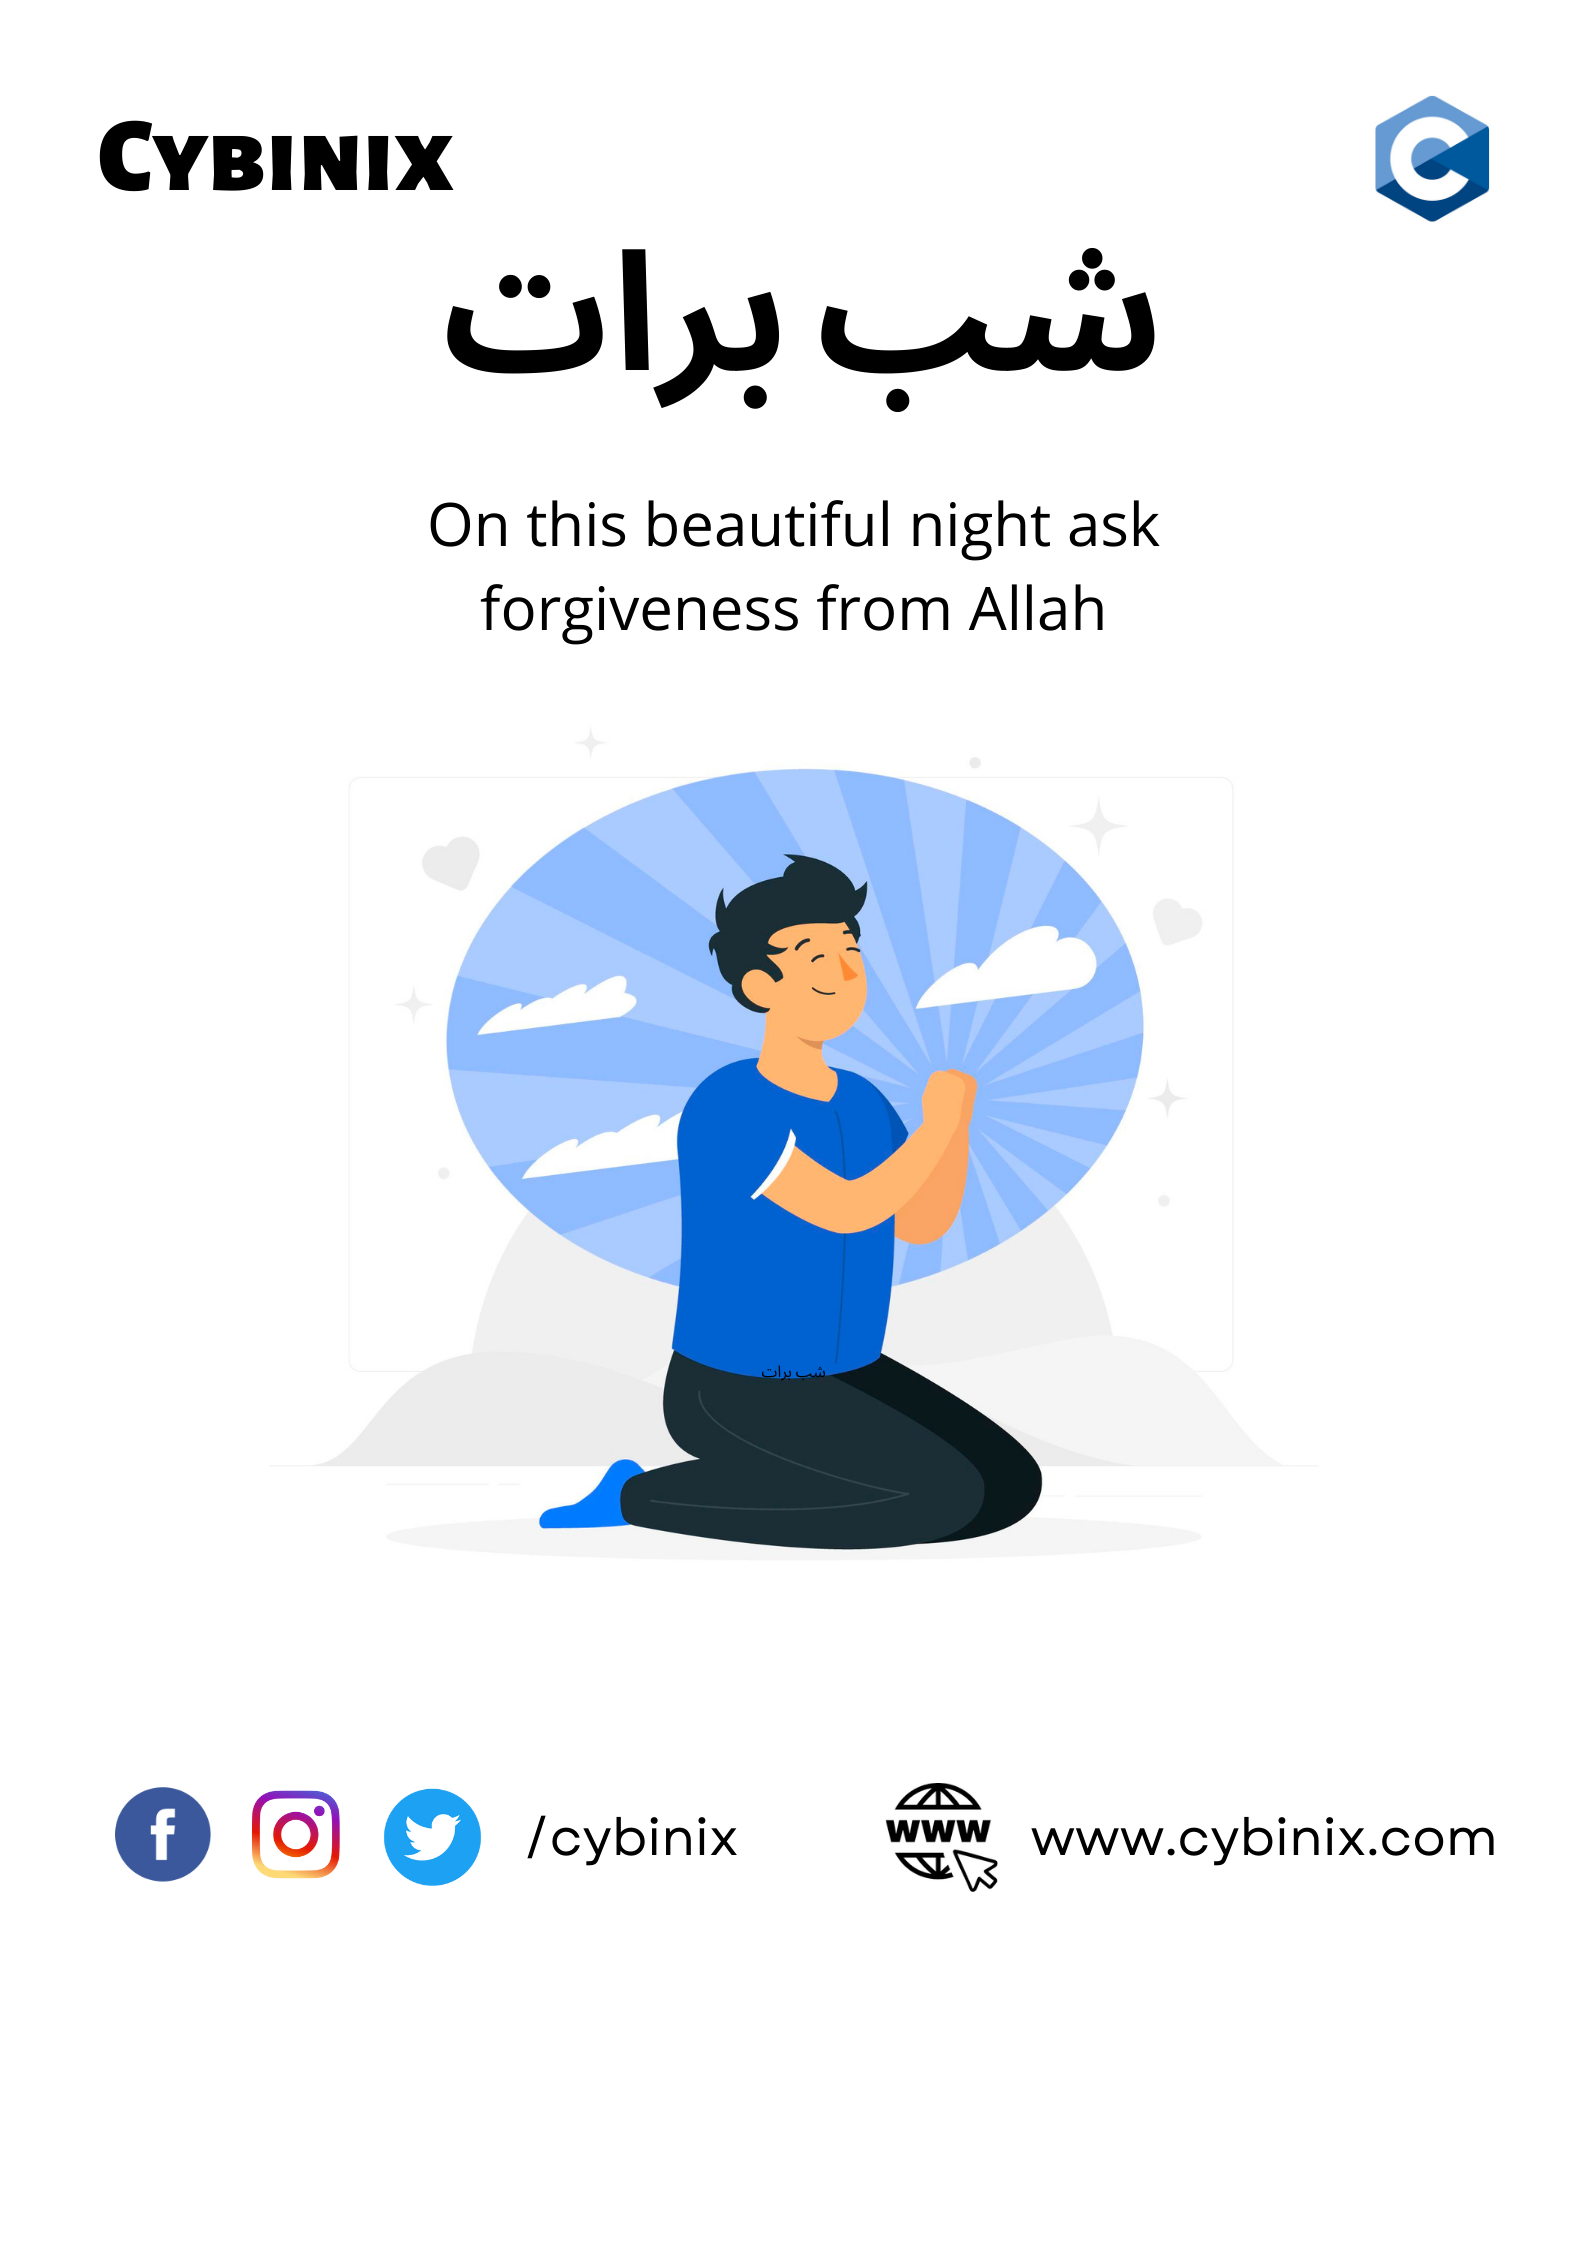 CYBINIX
شب برات
On this beautiful night ask
forgiveness from Allah
شب برات
f
/cybinix
www
www.cybinix.com